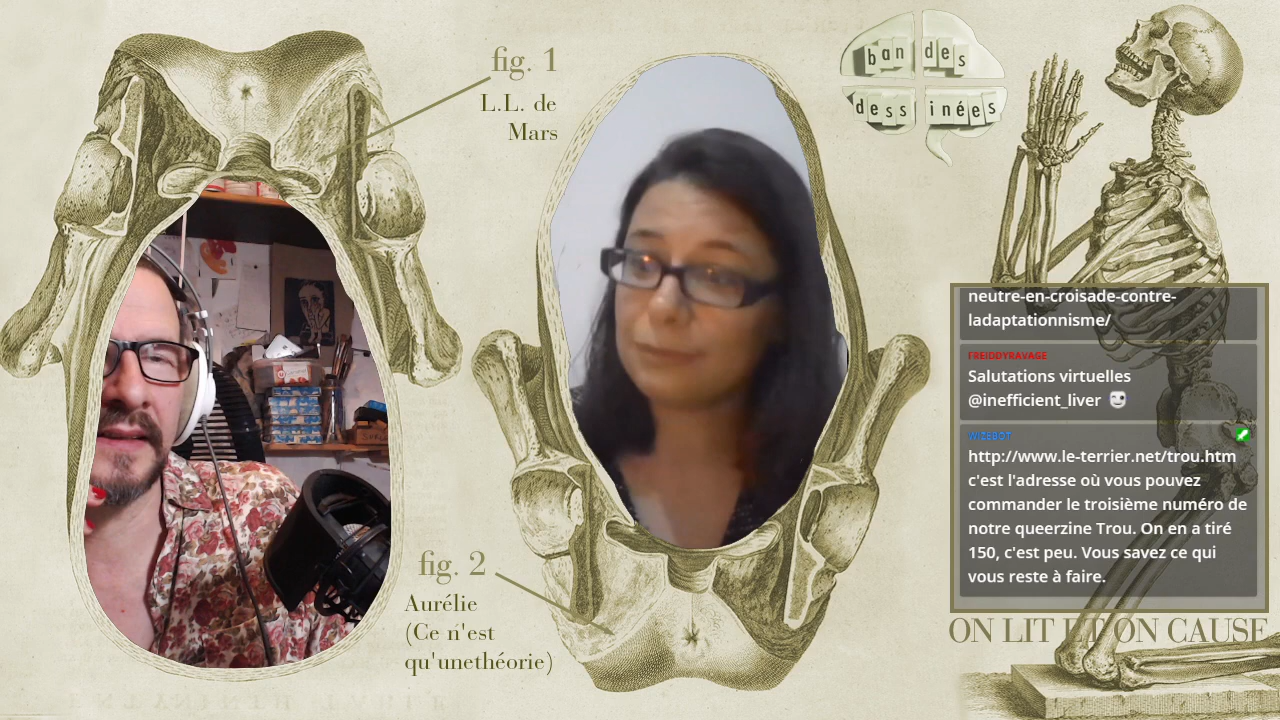 fig. 1
L.L. de
Mars
bandes
dessinées
neutre-en-croisade-contre-
ladaptationnisme/
FREIDDYRAVAGE
Salutations virtuelles
@inefficient_liver
WIZEBOT
http://www.le-terrier.net/trou.htm
c'est l'adresse où vous pouvez
commander le troisième numéro de
notre queerzine Trou. On en a tiré
150, c'est peu. Vous savez ce qui
vous reste à faire.
fig. 2
Aurélie
(Ce n'est
qu'unethéorie)
ON LIT ET ON CAUSE